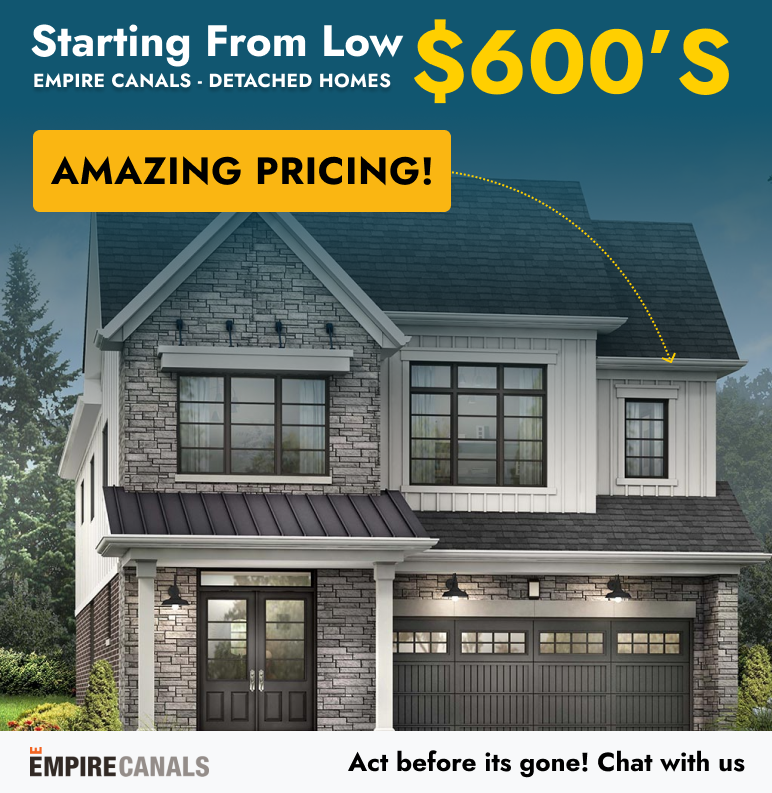 Starting From Low $600'S
EMPIRE CANALS - DETACHED HOMES
AMAZING PRICING!
EMPIRECANALS
Act before its gone! Chat with us